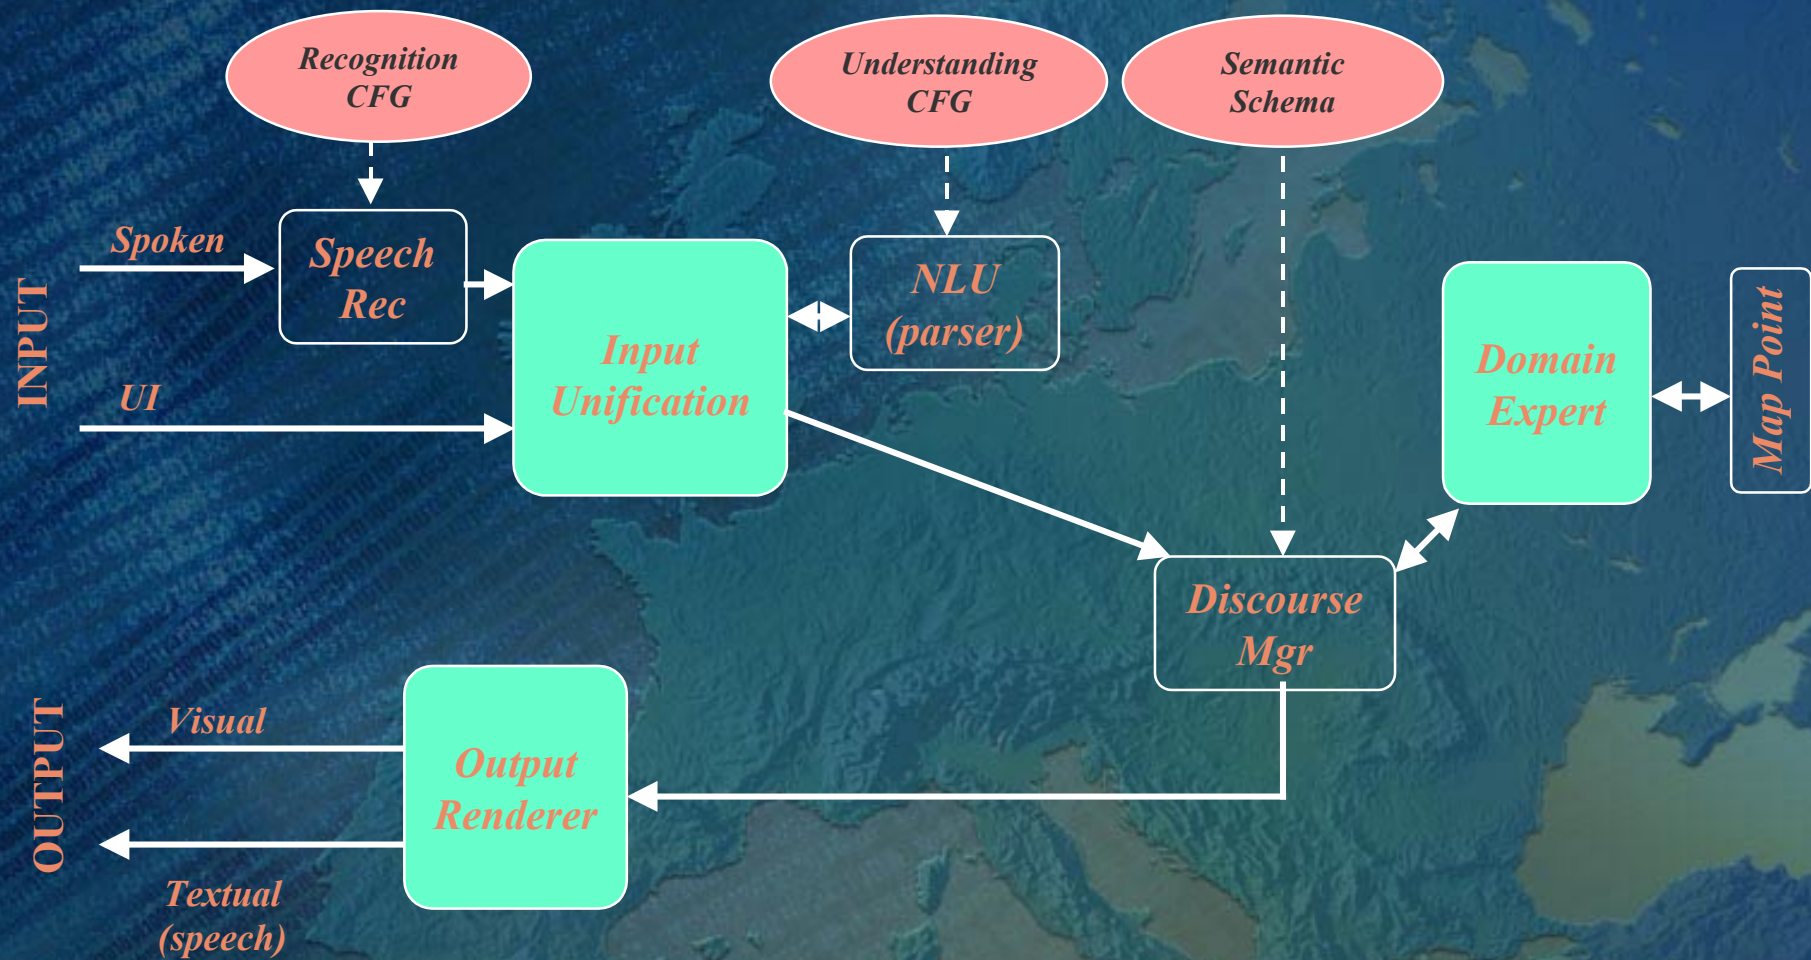 Recognition
CFG
Understanding
CFG
Semantic
Schema
INPUT
Spoken
Speech
Rec
UI
Input
Unification
NLU
(parser)
Domain
Expert
Map Point
Discourse
Mgr
OUTPUT
Visual
Textual
(speech)
Output
Renderer